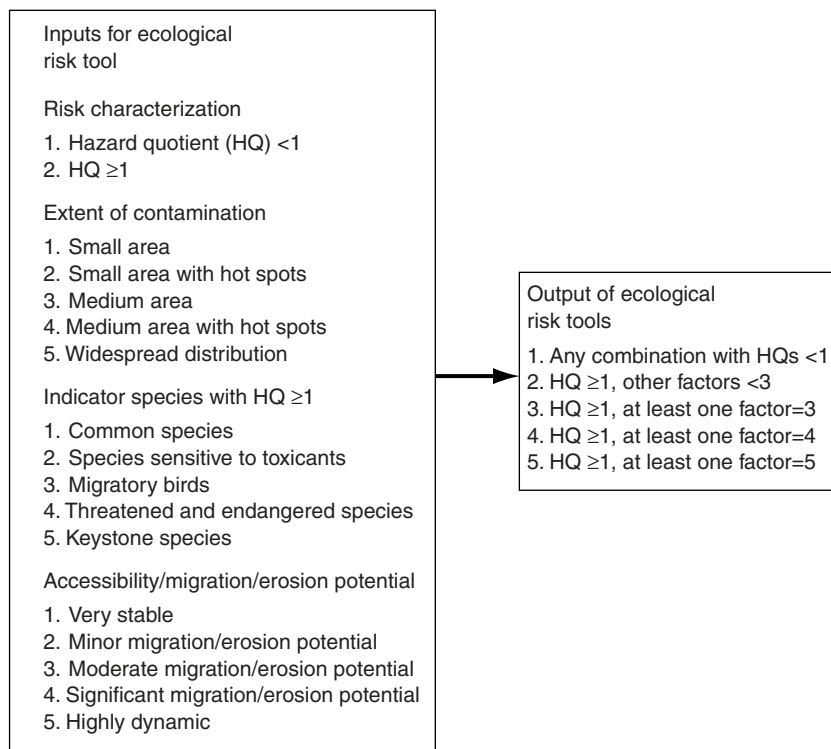 Inputs for ecological
risk tool
Risk characterization
1. Hazard quotient (HQ) <1
2. HQ ≥1
Extent of contamination
1. Small area
2. Small area with hot spots
3. Medium area
4. Medium area with hot spots
5. Widespread distribution
Indicator species with HQ ≥1
1. Common species
2. Species sensitive to toxicants
3. Migratory birds
4. Threatened and endangered species
5. Keystone species
Accessibility/migration/erosion potential
1. Very stable
2. Minor migration/erosion potential
3. Moderate migration/erosion potential
4. Significant migration/erosion potential
5. Highly dynamic
Output of ecological
risk tools
1. Any combination with HQs <1
2. HQ ≥1, other factors <3
3. HQ ≥1, at least one factor=3
4. HQ ≥1, at least one factor=4
5. HQ ≥1, at least one factor=5